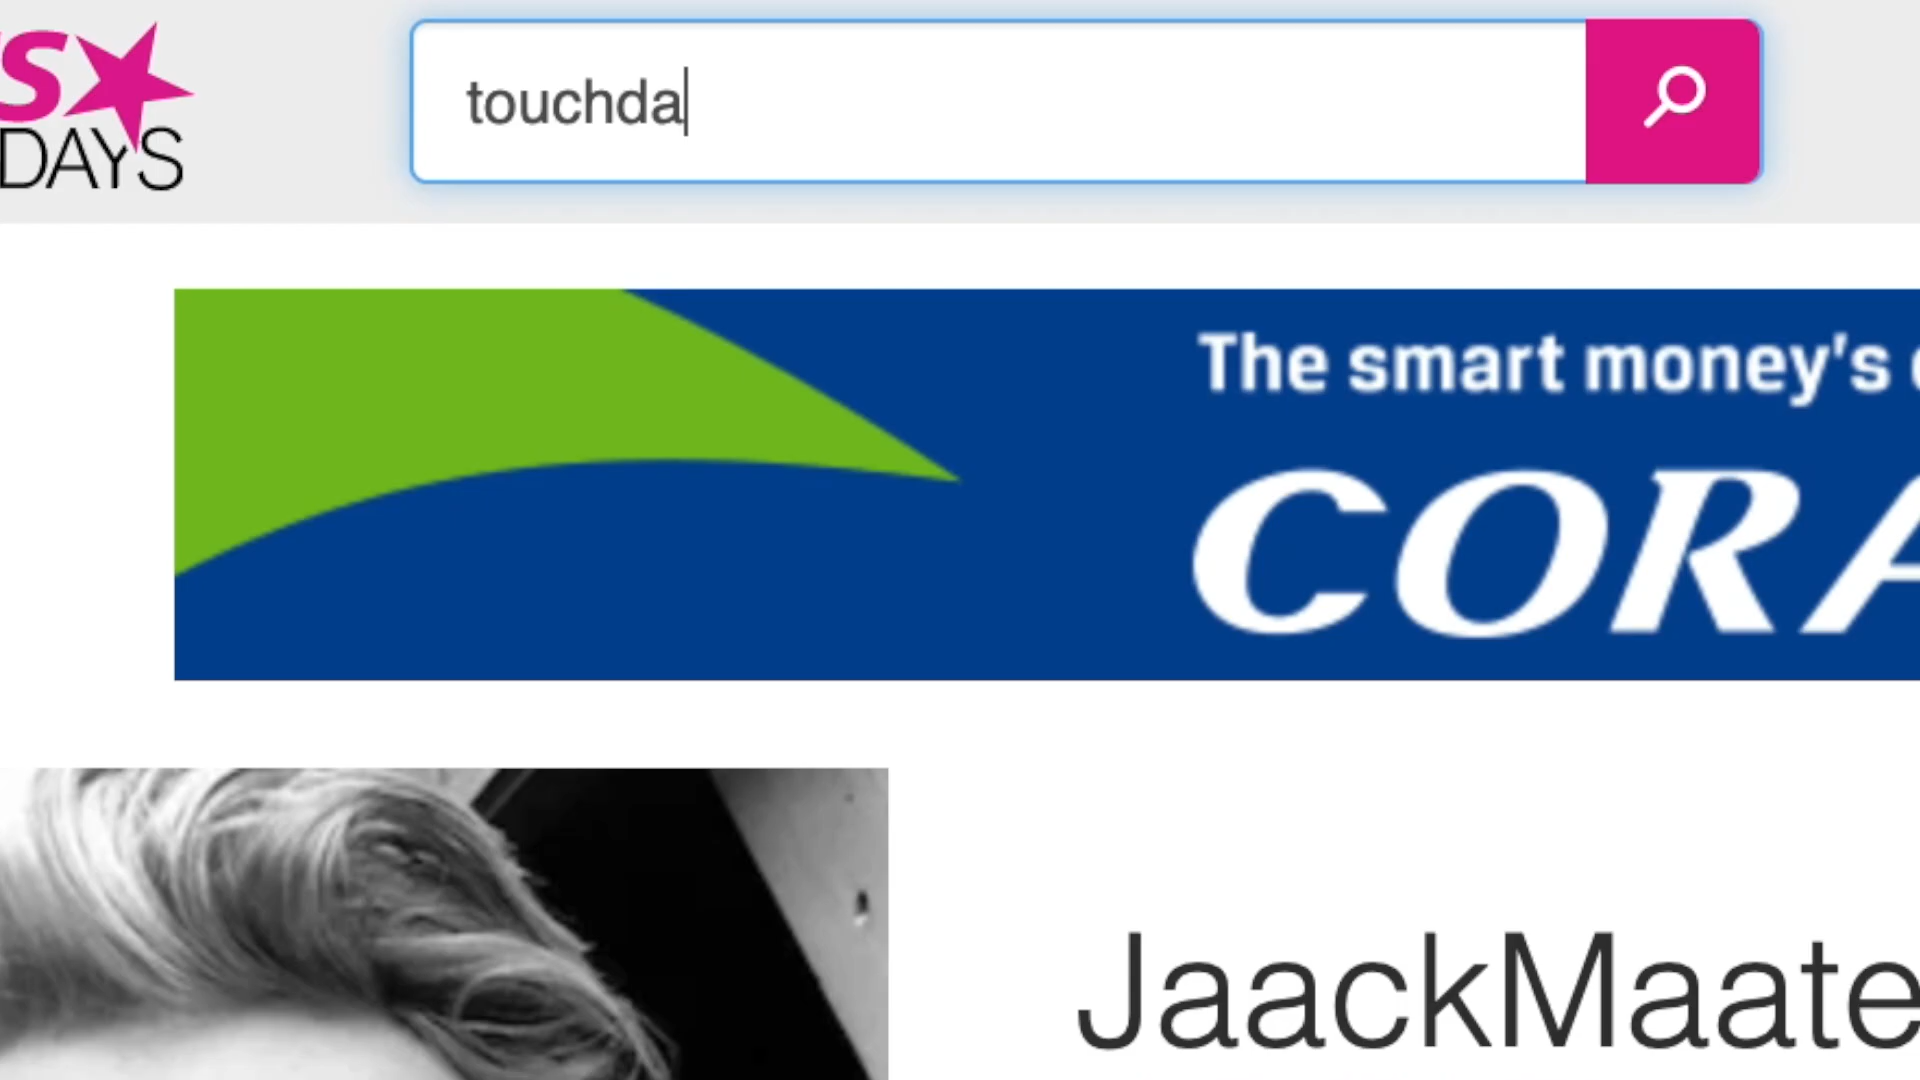 S
DAYS
touchda
The smart money's
CORA
JaackMaate